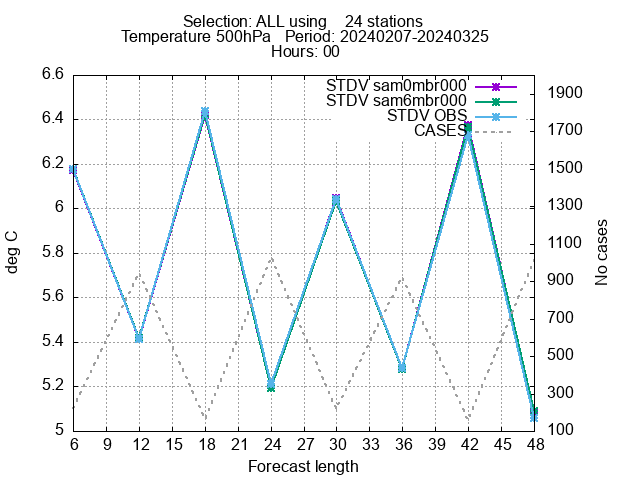 Selection: ALL using    24 stations
Temperature 500hPa   Period: 20240207-20240325
Hours: 00
STDV sam0mbr000
STDV sam6mbr000
STDV OBS
CASES
6.6
6.4
6.2
6
5.8
5.6
5.4
5.2
5
deg C
1900
1700
1500
1300
1100
900
700
500
300
100
No cases
6 9 12 15 18 21 24 27 30 33 36 39 42 45 48
Forecast length